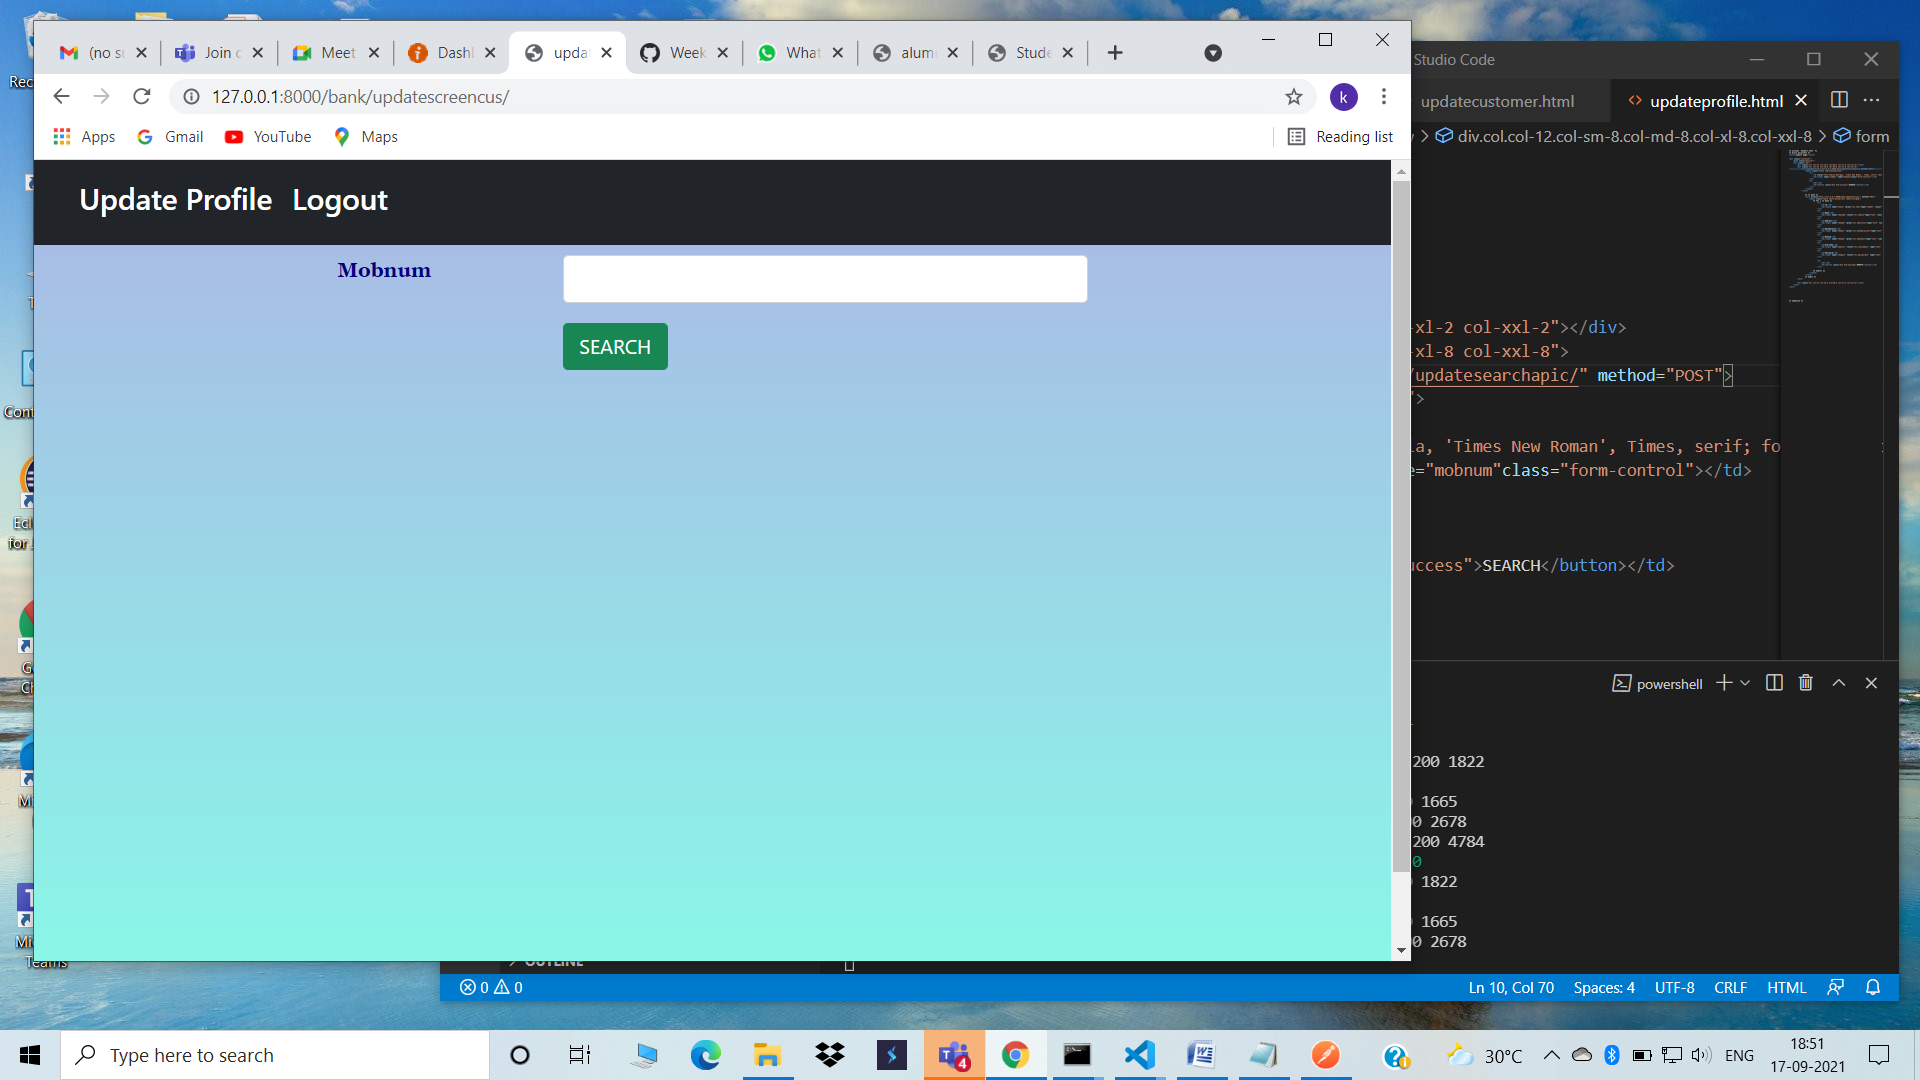 (no su
Join c
Meet
Dashl
upda
Week
What
alum
Stude
127.0.0.1:8000/bank/updatescreencus/
k
Apps
Gmail
YouTube
Maps
Reading list
Update Profile Logout
Mobnum
SEARCH
Studio Code
updatecustomer.html
updateprofile.html
div.col.col-12.col-sm-8.col-md-8.col-xl-8.col-xxl-8 > form
-xl-2 col-xxl-2"></div>
-xl-8 col-xxl-8">
/updatesearchapic/" method="POST">
">
ia, 'Times New Roman', Times, serif; fo
e="mobnum"class="form-control"></td>
uccess">SEARCH</button></td>
powershell
200 1822
1665
00 2678
200 4784
0
1822
1665
00 2678
OUTLINE
0 0
Ln 10, Col 70
Spaces: 4
UTF-8
CRLF
HTML
Rec
Cont
Ecl
for J
G
Ch
Mi
Mi
Teams
Type here to search
4
30°C
ENG
18:51
17-09-2021